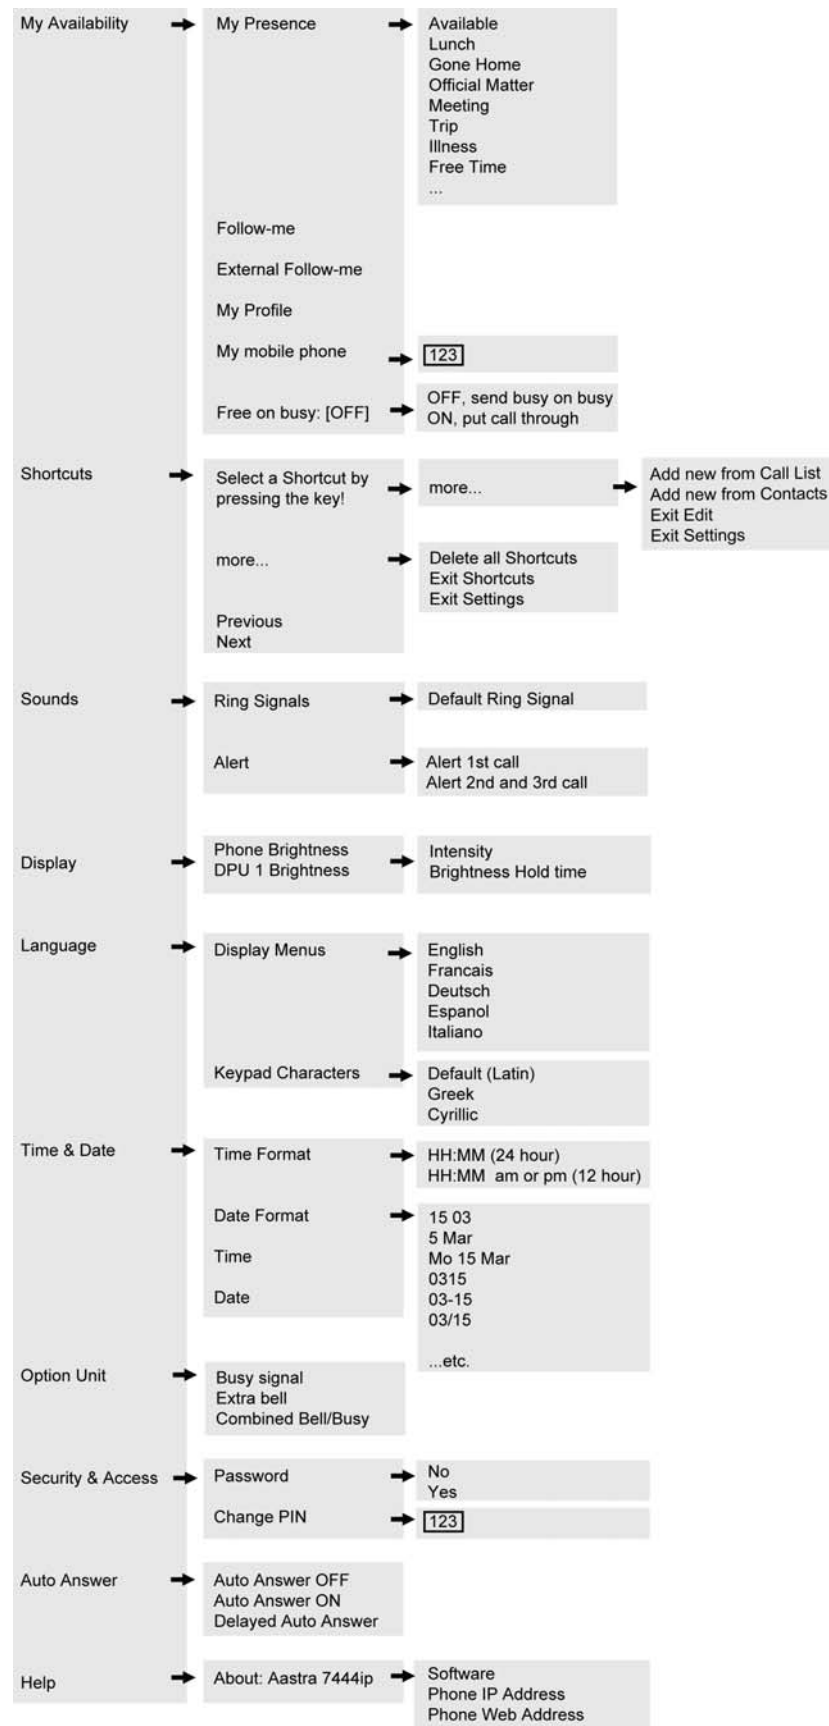 My Availability
My Presence
Available
Lunch
Gone Home
Official Matter
Meeting
Trip
Illness
Free Time
...
Follow-me
External Follow-me
My Profile
My mobile phone
123
Free on busy: [OFF]
OFF, send busy on busy
ON, put call through
Shortcuts
Select a Shortcut by
pressing the key!
more...
Add new from Call List
Add new from Contacts
Exit Edit
Exit Settings
more...
Delete all Shortcuts
Exit Shortcuts
Exit Settings
Previous
Next
Sounds
Ring Signals
Default Ring Signal
Alert
Alert 1st call
Alert 2nd and 3rd call
Display
Phone Brightness
DPU 1 Brightness
Intensity
Brightness Hold time
Language
Display Menus
English
Francais
Deutsch
Espanol
Italiano
Keypad Characters
Default (Latin)
Greek
Cyrillic
Time & Date
Time Format
HH:MM (24 hour)
HH:MM am or pm (12 hour)
Date Format
15 03
5 Mar
Mo 15 Mar
0315
03-15
03/15
...etc.
Time
Date
Option Unit
Busy signal
Extra bell
Combined Bell/Busy
Security & Access
Password
No
Yes
Change PIN
123
Auto Answer
Auto Answer OFF
Auto Answer ON
Delayed Auto Answer
Help
About: Aastra 7444ip
Software
Phone IP Address
Phone Web Address